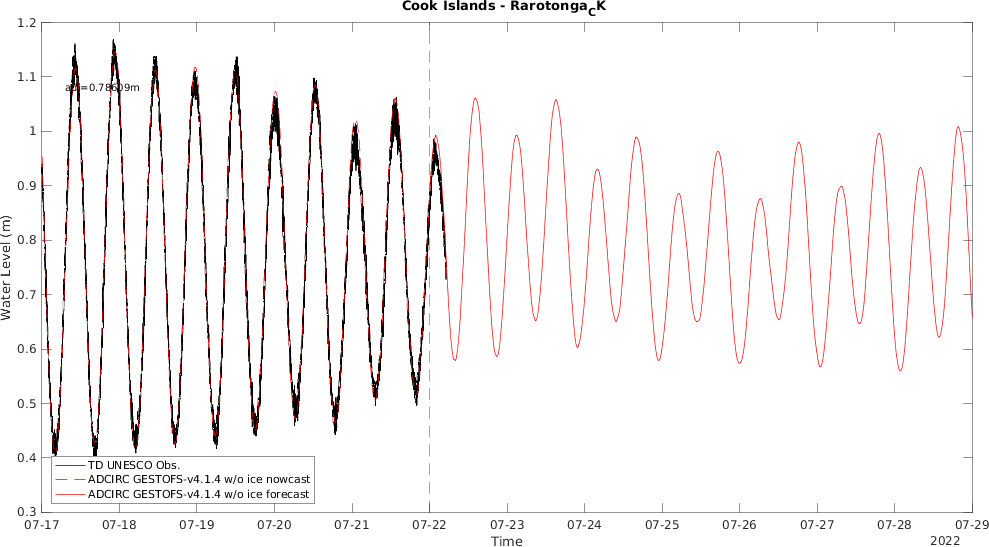 Cook Islands - Rarotonga_CK
1.2
1.1
1
0.9
0.8
0.7
0.6
0.5
0.4
0.3
Water Level (m)
TD UNESCO Obs.
ADCIRC GESTOFS-v4.1.4 w/o ice nowcast
ADCIRC GESTOFS-v4.1.4 w/o ice forecast
07-17 07-18 07-19 07-20 07-21 07-22 07-23 07-24 07-25 07-26 07-27 07-28 07-29
Time
2022